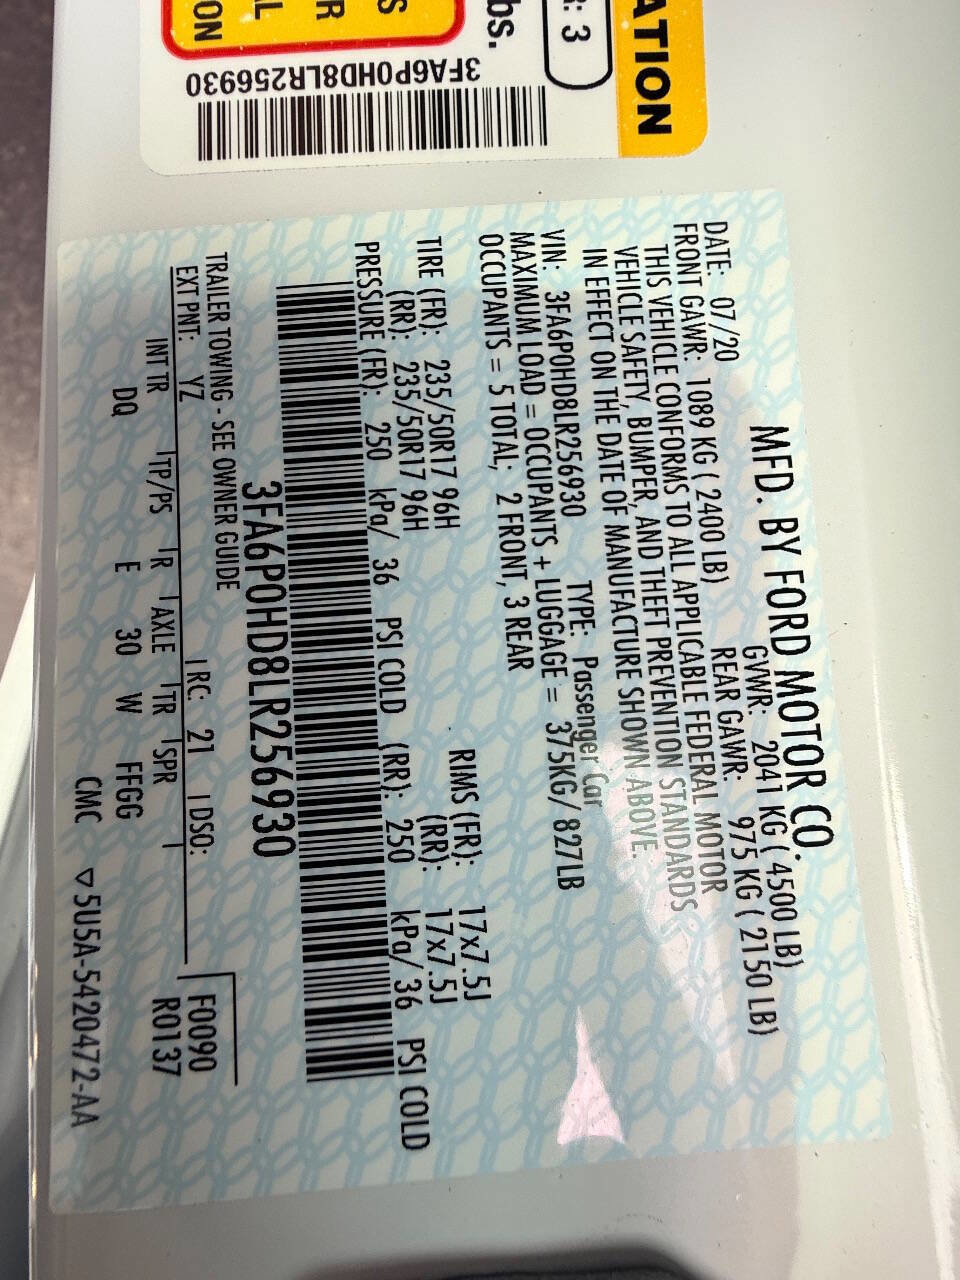 MFD. BY FORD MOTOR CO.
DATE: 07/20 GVWR: 2041 KG ( 4500 LB)
FRONT GAWR: 1089 KG ( 2400 LB) REAR GAWR: 975 KG ( 2150 LB)
THIS VEHICLE CONFORMS TO ALL APPLICABLE FEDERAL MOTOR
VEHICLE SAFETY, BUMPER, AND THEFT PREVENTION STANDARDS
IN EFFECT ON THE DATE OF MANUFACTURE SHOWN ABOVE.
VIN: 3FA6P0HD8LR256930 TYPE: Passenger Car
MAXIMUM LOAD = OCCUPANTS + LUGGAGE = 375KG/ 827LB
OCCUPANTS = 5 TOTAL; 2 FRONT, 3 REAR
TIRE (FR): 235/50R17 96H RIMS (FR): 17x7.5J
(RR): 235/50R17 96H (RR): 17x7.5J
PRESSURE (FR): 250 kPa/ 36 PSI COLD (RR): 250 kPa/ 36 PSI COLD
3FA6P0HD8LR256930
TRAILER TOWING - SEE OWNER GUIDE
F0090
R0137
EXT PNT: YZ RC: 21 DSO:
INT TR TP/PS R AXLE TR SPR
DQ E 30 W FFGG
CMC ▽5U5A-5420472-AA
ATION
: 3
bs.
S
R
AL
ON
3FA6P0HD8LR256930